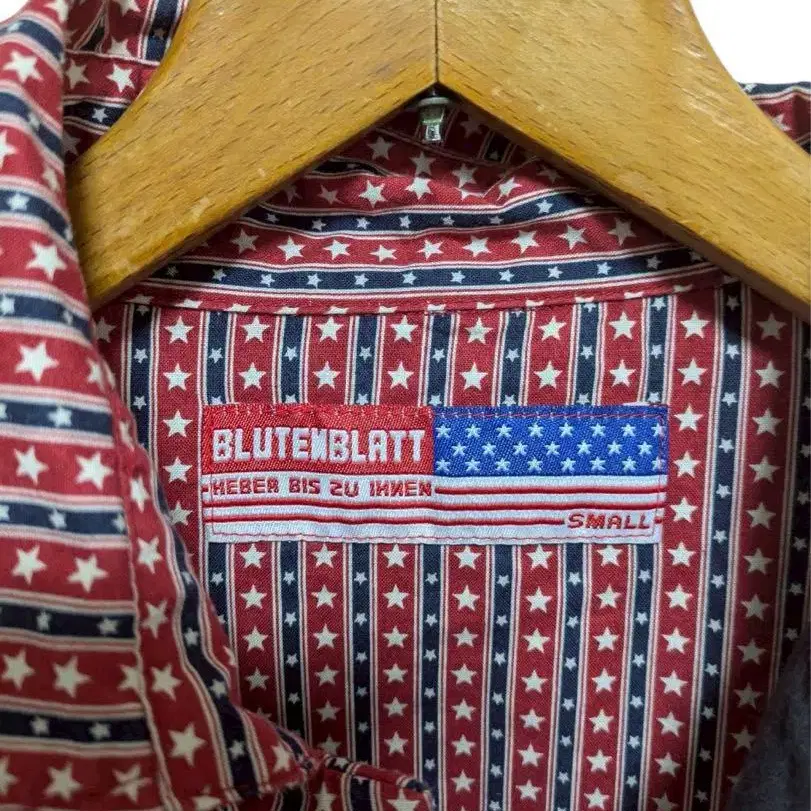 BLUTENBLATT
HEBER BIS ZU IHNEN
SMALL